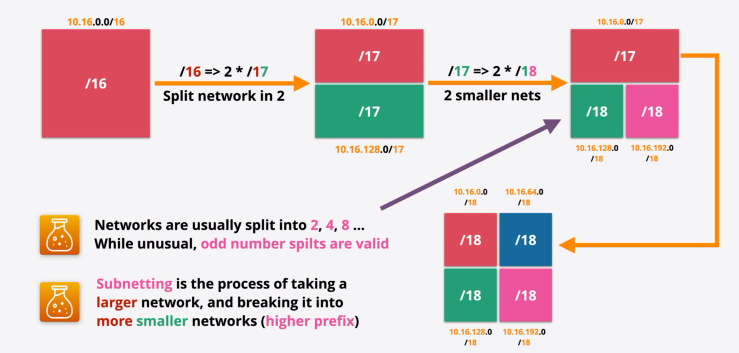 10.16.0.0/16
10.16.0.0/17
10.16.0.0/17
/16
/16 => 2 * /17
Split network in 2
/17
/17
10.16.128.0/17
/17 => 2 * /18
2 smaller nets
/17
/18
/18
10.16.128.0
/18
10.16.192.0
/18
Networks are usually split into 2, 4, 8 ...
While unusual, odd number spilts are valid
Subnetting is the process of taking a
larger network, and breaking it into
more smaller networks (higher prefix)
10.16.0.0
/18
10.16.64.0
/18
/18
/18
/18
/18
10.16.128.0
/18
10.16.192.0
/18